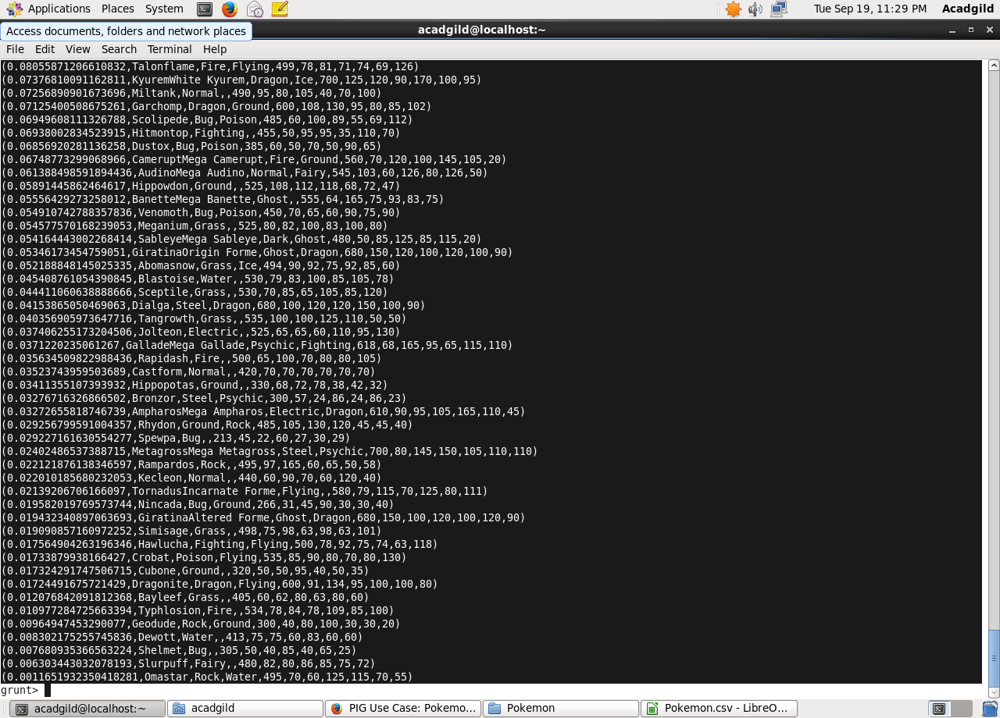 Applications Places System Tue Sep 19, 11:29 PM Acadgild
Access documents, folders and network places acadgild@localhost:~
File Edit View Search Terminal Help
(0.08055871206610832,Talonflame,Fire,Flying,499,78,81,71,74,69,126)
(0.07376810091162811,KyuremWhite Kyurem,Dragon,Ice,700,125,120,90,170,100,95)
(0.07256890901673696,Miltank,Normal,,490,95,80,105,40,70,100)
(0.07125400508675261,Garchomp,Dragon,Ground,600,108,130,95,80,85,102)
(0.06949608111326788,Scolipede,Bug,Poison,485,60,100,89,55,69,112)
(0.06938002834523915,Hitmontop,Fighting,,455,50,95,95,35,110,70)
(0.06856920281136258,Dustox,Bug,Poison,385,60,50,70,50,90,65)
(0.06748773299068966,CameruptMega Camerupt,Fire,Ground,560,70,120,100,145,105,20)
(0.061388498591894436,AudinoMega Audino,Normal,Fairy,545,103,60,126,80,126,50)
(0.05891445862464617,Hippowdon,Ground,,525,108,112,118,68,72,47)
(0.05556429273258012,BanetteMega Banette,Ghost,,555,64,165,75,93,83,75)
(0.054910742788357836,Venomoth,Bug,Poison,450,70,65,60,90,75,90)
(0.054577570168239053,Meganium,Grass,,525,80,82,100,83,100,80)
(0.054164443002268414,SableyeMega Sableye,Dark,Ghost,480,50,85,125,85,115,20)
(0.05346173454759051,GiratinaOrigin Forme,Ghost,Dragon,680,150,120,100,120,100,90)
(0.052188848145025335,Abomasnow,Grass,Ice,494,90,92,75,92,85,60)
(0.045408761054390845,Blastoise,Water,,530,79,83,100,85,105,78)
(0.044411060638888666,Sceptile,Grass,,530,70,85,65,105,85,120)
(0.04153865050469063,Dialga,Steel,Dragon,680,100,120,120,150,100,90)
(0.040356905973647716,Tangrowth,Grass,,535,100,100,125,110,50,50)
(0.037406255173204506,Jolteon,Electric,,525,65,65,60,110,95,130)
(0.0371220235061267,GalladeMega Gallade,Psychic,Fighting,618,68,165,95,65,115,110)
(0.035634509822988436,Rapidash,Fire,,500,65,100,70,80,80,105)
(0.03523743959503689,Castform,Normal,,420,70,70,70,70,70,70)
(0.03411355107393932,Hippopotas,Ground,,330,68,72,78,38,42,32)
(0.03276716326866502,Bronzor,Steel,Psychic,300,57,24,86,24,86,23)
(0.03272655818746739,AmpharosMega Ampharos,Electric,Dragon,610,90,95,105,165,110,45)
(0.029256799591004357,Rhydon,Ground,Rock,485,105,130,120,45,45,40)
(0.029227161630554277,Spewpa,Bug,,213,45,22,60,27,30,29)
(0.02402486537388715,MetagrossMega Metagross,Steel,Psychic,700,80,145,150,105,110,110)
(0.022121876138346597,Rampardos,Rock,,495,97,165,60,65,50,58)
(0.022010185680232053,Kecleon,Normal,,440,60,90,70,60,120,40)
(0.02139206706166097,TornadusIncarnate Forme,Flying,,580,79,115,70,125,80,111)
(0.019582019769573744,Nincada,Bug,Ground,266,31,45,90,30,30,40)
(0.019432340897063693,GiratinaAltered Forme,Ghost,Dragon,680,150,100,120,100,120,90)
(0.019090857160972252,Simisage,Grass,,498,75,98,63,98,63,101)
(0.017564904263196346,Hawlucha,Fighting,Flying,500,78,92,75,74,63,118)
(0.01733879938166427,Crobat,Poison,Flying,535,85,90,80,70,80,130)
(0.017324291747506715,Cubone,Ground,,320,50,50,95,40,50,35)
(0.01724491675721429,Dragonite,Dragon,Flying,600,91,134,95,100,100,80)
(0.012076842091812368,Bayleef,Grass,,405,60,62,80,63,80,60)
(0.010977284725663394,Typhlosion,Fire,,534,78,84,78,109,85,100)
(0.00964947453290077,Geodude,Rock,Ground,300,40,80,100,30,30,20)
(0.008302175255745836,Dewott,Water,,413,75,75,60,83,60,60)
(0.007680935366563224,Shelmet,Bug,,305,50,40,85,40,65,25)
(0.006303443032078193,Slurpuff,Fairy,,480,82,80,86,85,75,72)
(0.0011651932350418281,Omastar,Rock,Water,495,70,60,125,115,70,55)
grunt>
acadgild@localhost:~ acadgild PIG Use Case: Pokemo... Pokemon Pokemon.csv - LibreO...